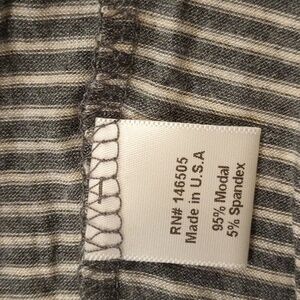 RN# 146505
Made in U.S.A
95% Modal
5% Spandex